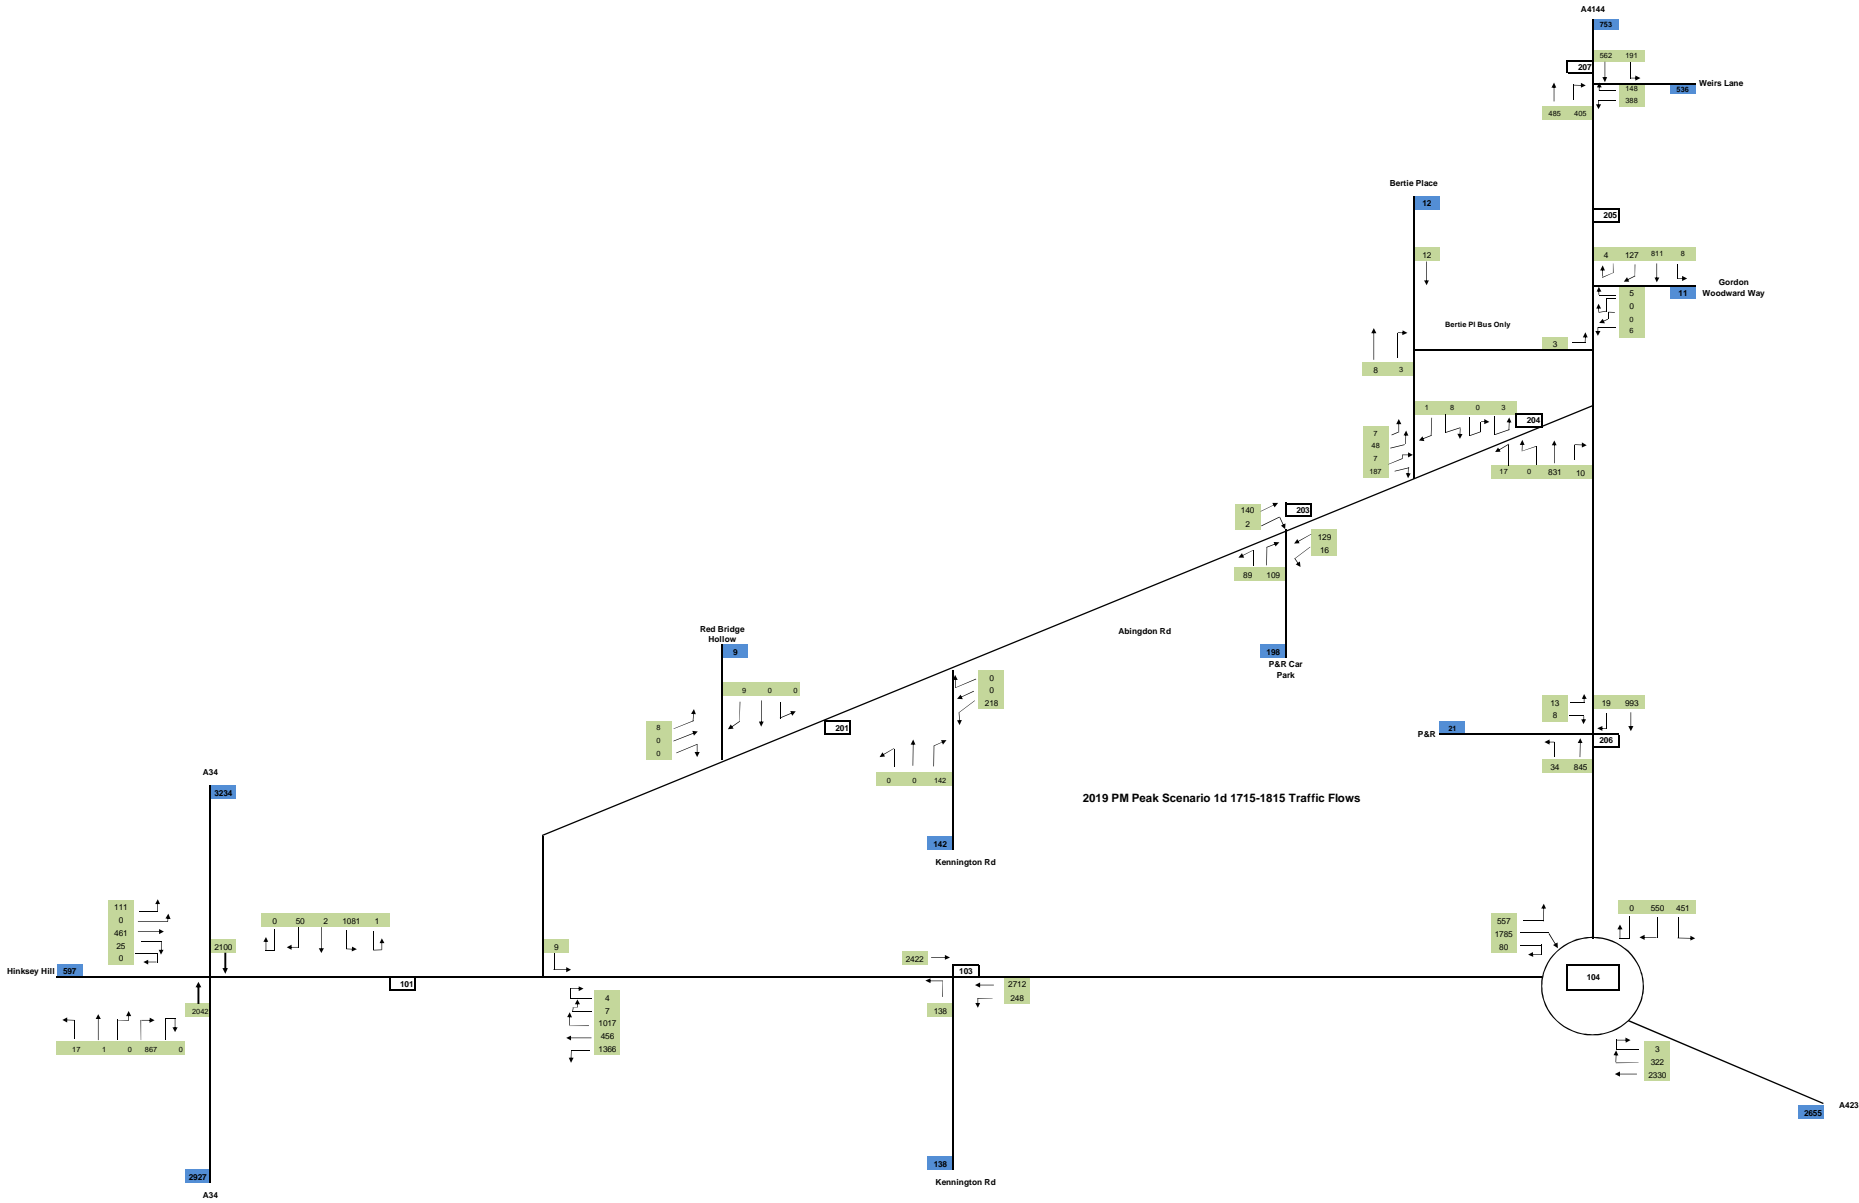 A4144
753
562 191
207
Weirs Lane
148
536
388
485 405
Bertie Place
12
205
12
4 127 811 8
Gordon
Woodward Way
5
11
0
0
6
Bertie Pl Bus Only
3
8 3
1 8 0 3
204
7
48
7
187
17 0 831 10
140
203
2
129
16
89 109
Abingdon Rd
Red Bridge
Hollow
9
198
P&R Car
Park
0
0
218
9 0 0
8
0
0
201
13
8
19 993
P&R
21
206
34 845
A34
3234
0 0 142
2019 PM Peak Scenario 1d 1715-1815 Traffic Flows
142
Kennington Rd
111
0
461
25
0
0 50 2 1081 1
2100
9
557
1785
80
0 550 451
2422
Hinksey Hill
597
101
103
104
2712
248
138
4
7
1017
456
1366
2042
17 1 0 867 0
3
322
2330
A423
2655
138
Kennington Rd
2927
A34